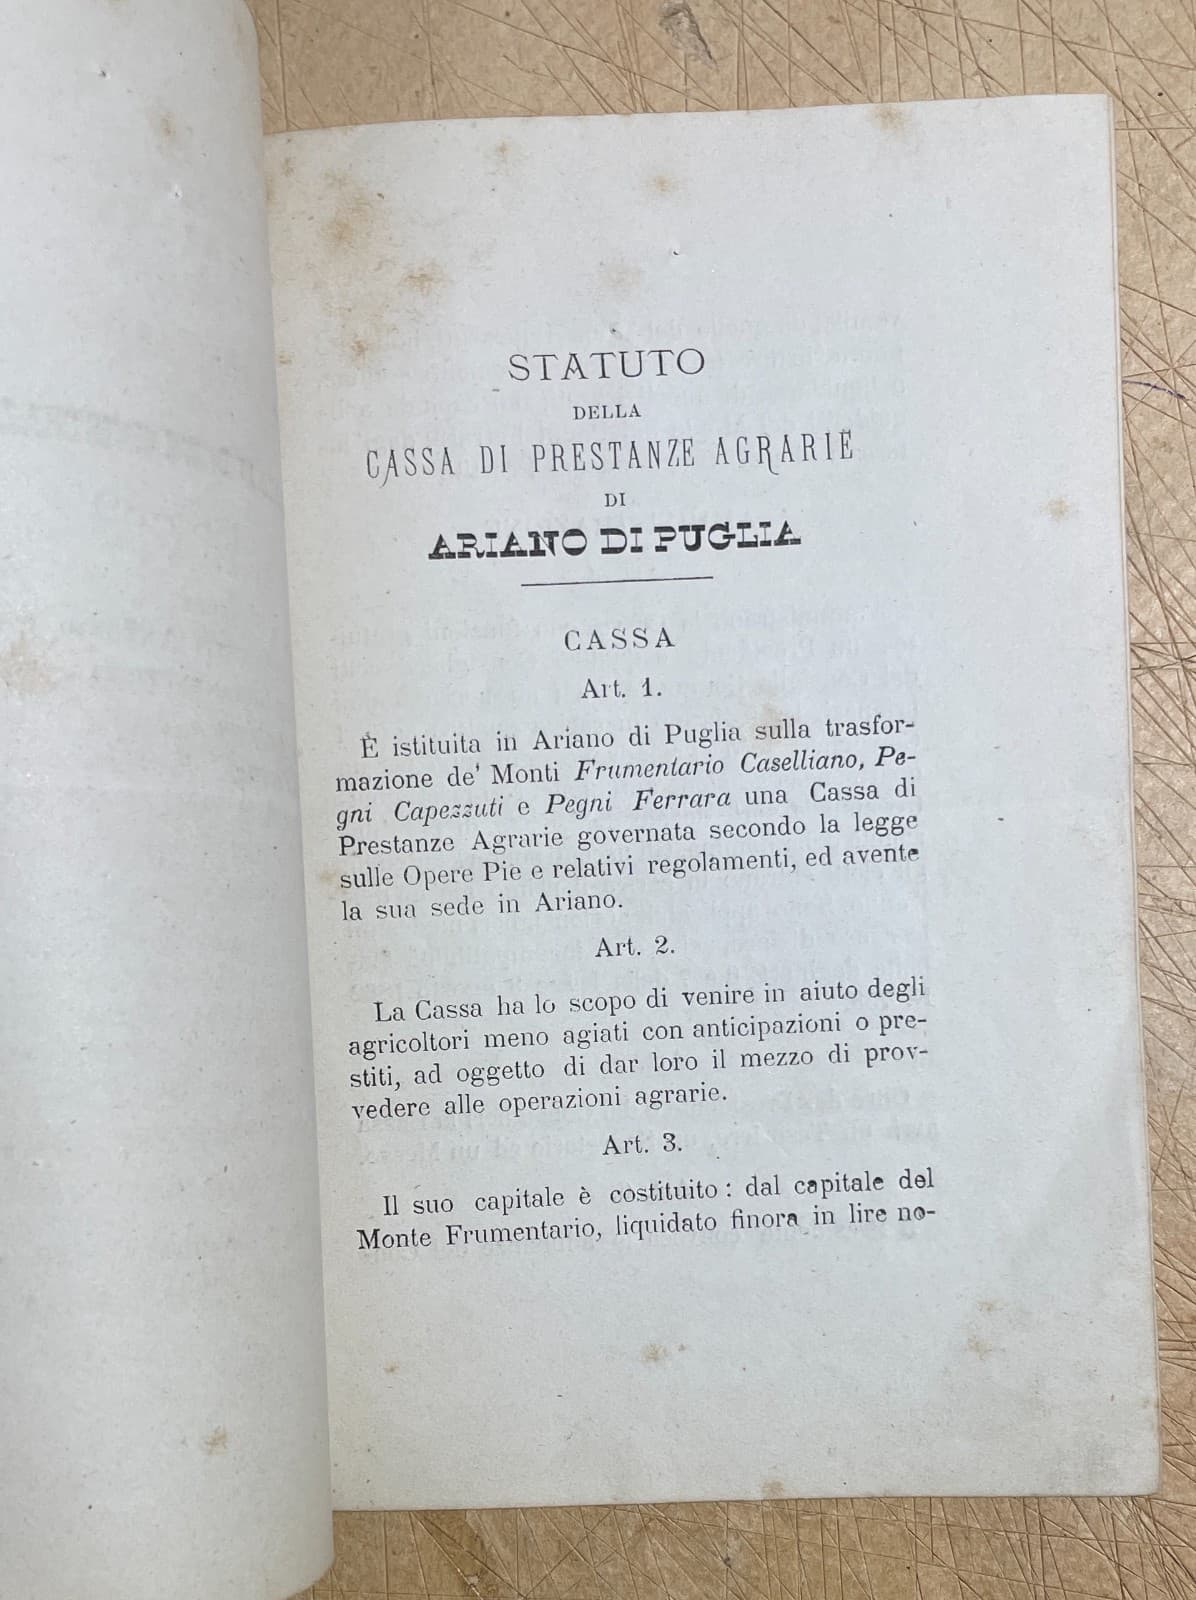 STATUTO
DELLA
CASSA DI PRESTANZE AGRARIE
DI
ARIANO DI PUGLIA
CASSA
Art. 1.
È istituita in Ariano di Puglia sulla trasfor-
mazione de' Monti Frumentario Caselliano, Pe-
gni Capezzuti e Pegni Ferrara una Cassa di
Prestanze Agrarie governata secondo la legge
sulle Opere Pie e relativi regolamenti, ed avente
la sua sede in Ariano.
Art. 2.
La Cassa ha lo scopo di venire in aiuto degli
agricoltori meno agiati con anticipazioni o pre-
stiti, ad oggetto di dar loro il mezzo di prov-
vedere alle operazioni agrarie.
Art. 3.
Il suo capitale è costituito: dal capitale del
Monte Frumentario, liquidato finora in lire no-